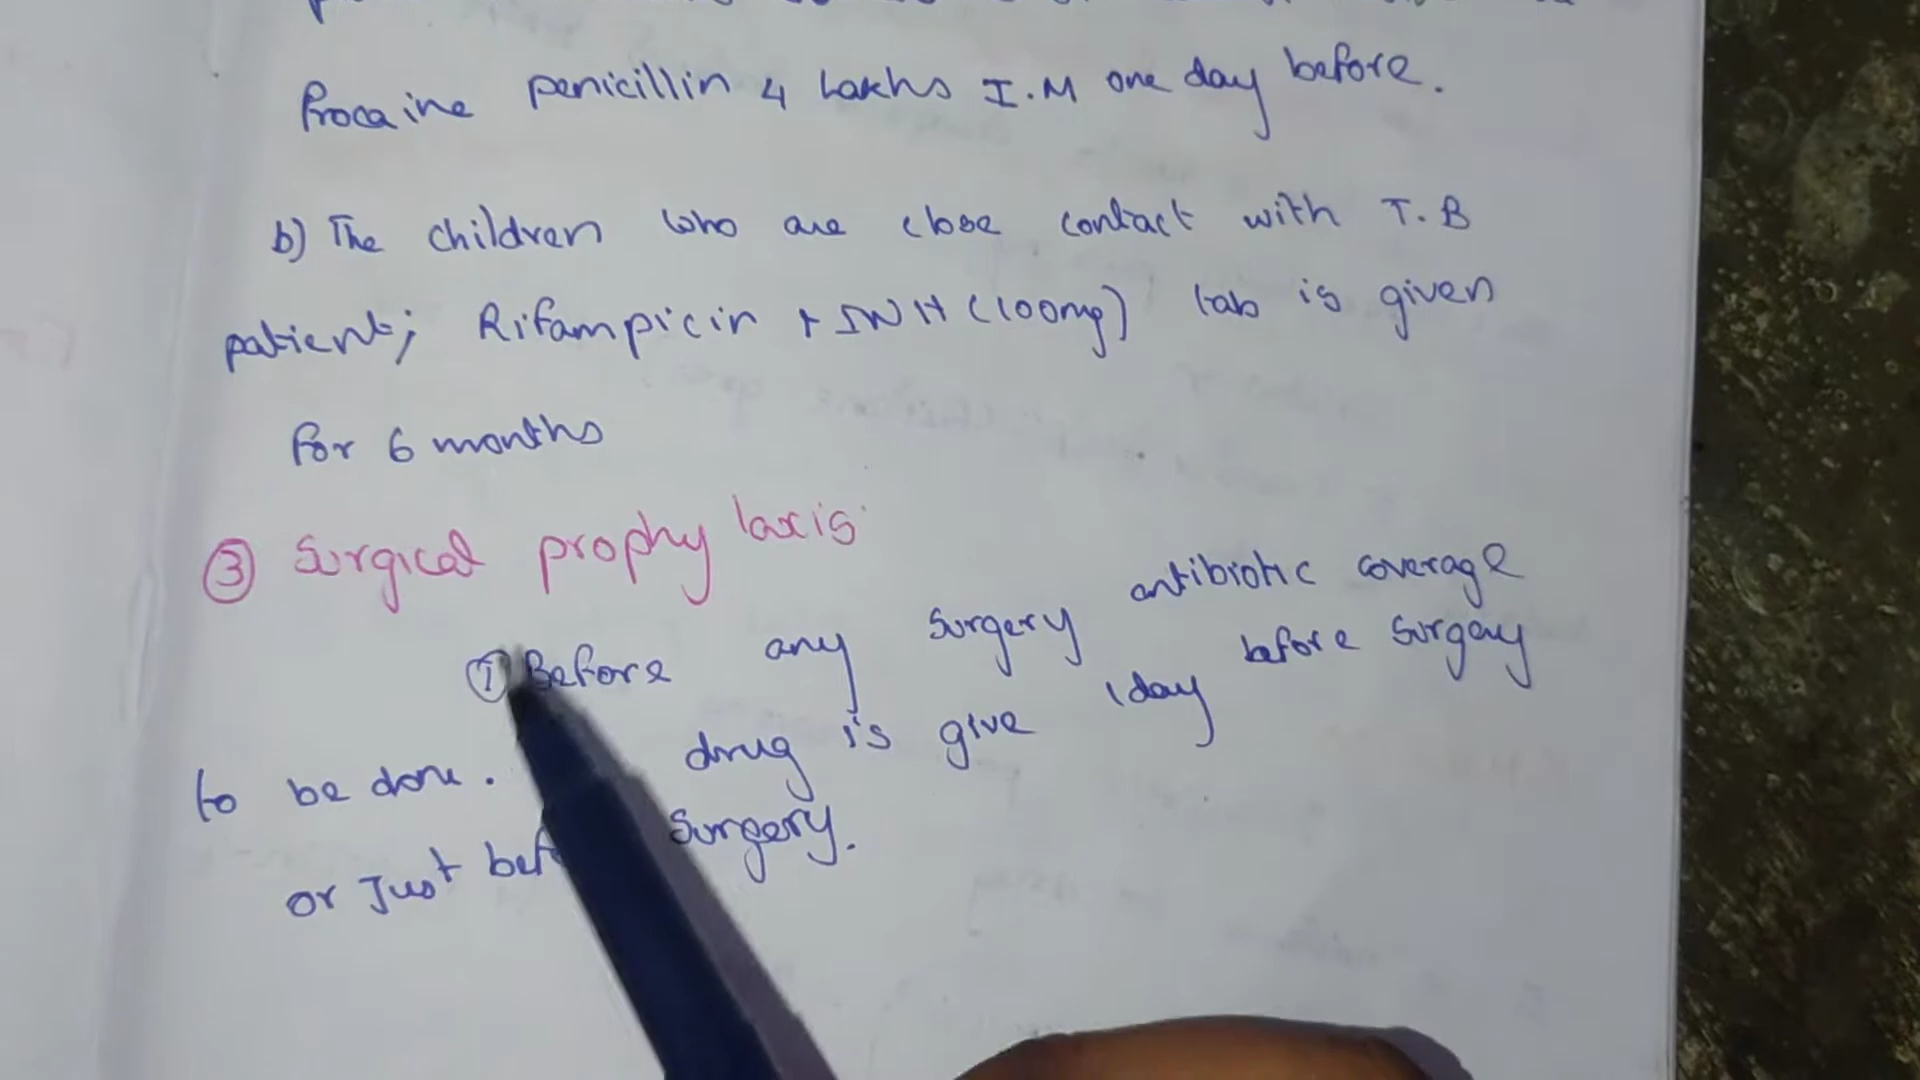 Procaine penicillin 4 lakhs I.M one day before.
b) The children who are close contact with T.B
patient; Rifampicin + INH (100mg) tab is given
for 6 months
③ Surgical prophylaxis
① Before any surgery antibiotic coverage
to be done. drug is give 1day before surgery
or Just bef surgery.